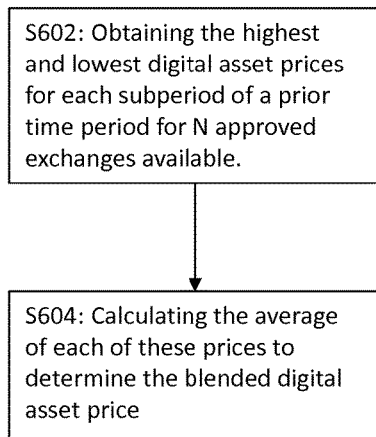 S602: Obtaining the highest
and lowest digital asset prices
for each subperiod of a prior
time period for N approved
exchanges available.
S604: Calculating the average
of each of these prices to
determine the blended digital
asset price